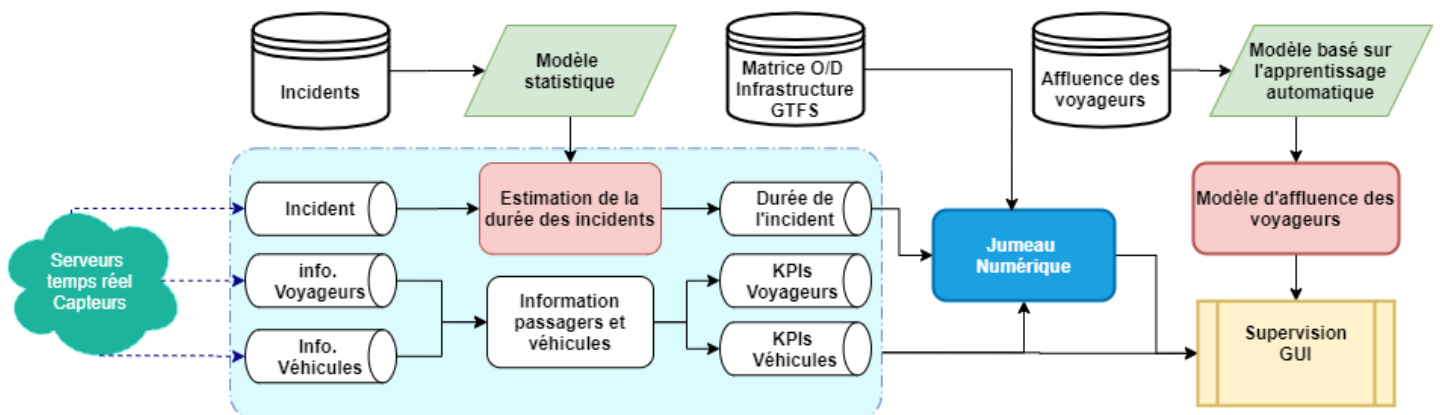 Incidents
Modèle
statistique
Matrice O/D
Infrastructure
GTFS
Affluence des
voyageurs
Modèle basé sur
l'apprentissage
automatique
Serveurs
temps réel
Capteurs
Incident
Estimation de la
durée des incidents
Durée de
l'incident
info.
Voyageurs
Info.
Véhicules
Information
passagers et
véhicules
KPIs
Voyageurs
KPIs
Véhicules
Jumeau
Numérique
Modèle d'affluence des
voyageurs
Supervision
GUI